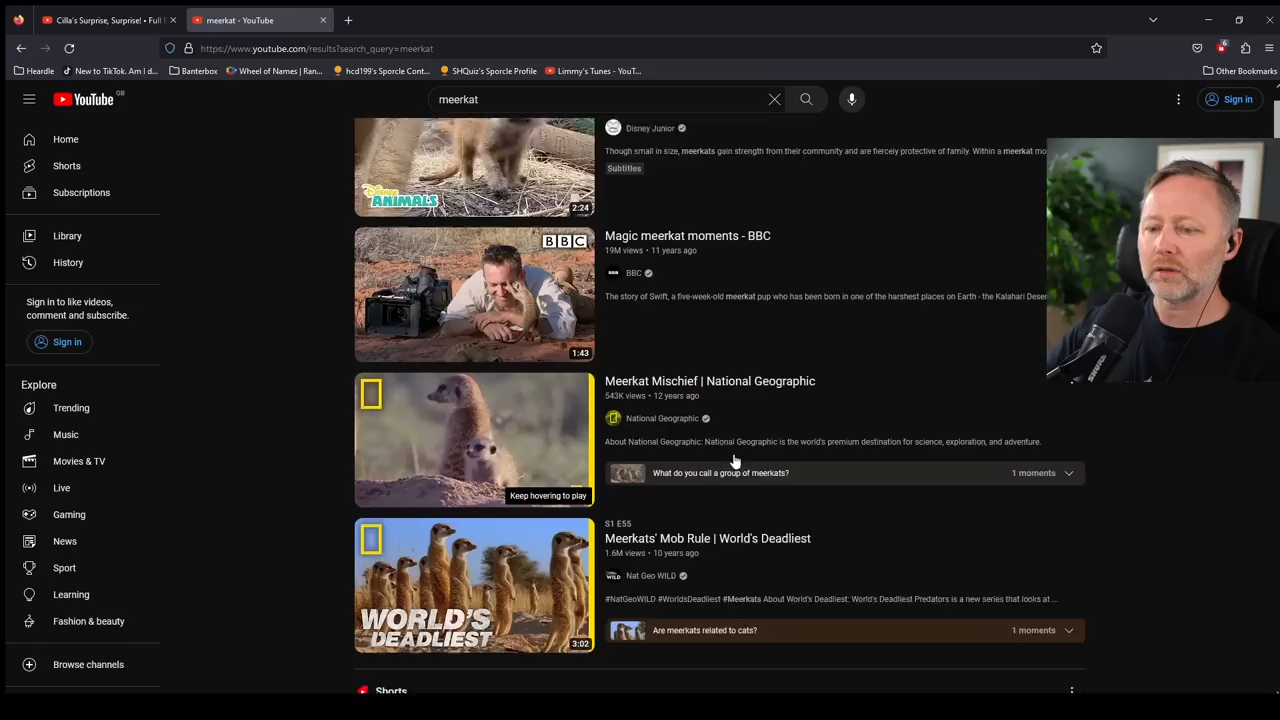 Cilla's Surprise, Surprise! • Full E
meerkat - YouTube
https://www.youtube.com/results?search_query=meerkat
6
Heardle
New to TikTok. Am I d...
Banterbox
Wheel of Names | Ran...
hcd199's Sporcle Cont...
SHQuiz's Sporcle Profile
Limmy's Tunes - YouT...
Other Bookmarks
YouTube GB
meerkat
Sign in
Home
Shorts
Subscriptions
Library
History
Sign in to like videos,
comment and subscribe.
Sign in
Explore
Trending
Music
Movies & TV
Live
Gaming
News
Sport
Learning
Fashion & beauty
Browse channels
Disney
ANIMALS
2:24
Disney Junior
Though small in size, meerkats gain strength from their community and are fiercely protective of family. Within a meerkat mo
Subtitles
BBC
1:43
Magic meerkat moments - BBC
19M views • 11 years ago
BBC
The story of Swift, a five-week-old meerkat pup who has been born in one of the harshest places on Earth - the Kalahari Deser
Keep hovering to play
Meerkat Mischief | National Geographic
543K views • 12 years ago
National Geographic
About National Geographic: National Geographic is the world's premium destination for science, exploration, and adventure.
What do you call a group of meerkats?
1 moments
WORLD'S
DEADLIEST
3:02
S1 E55
Meerkats' Mob Rule | World's Deadliest
1.6M views • 10 years ago
WILD
Nat Geo WILD
#NatGeoWILD #WorldsDeadliest #Meerkats About World's Deadliest: World's Deadliest Predators is a new series that looks at ...
Are meerkats related to cats?
1 moments
Shorts
SHURE